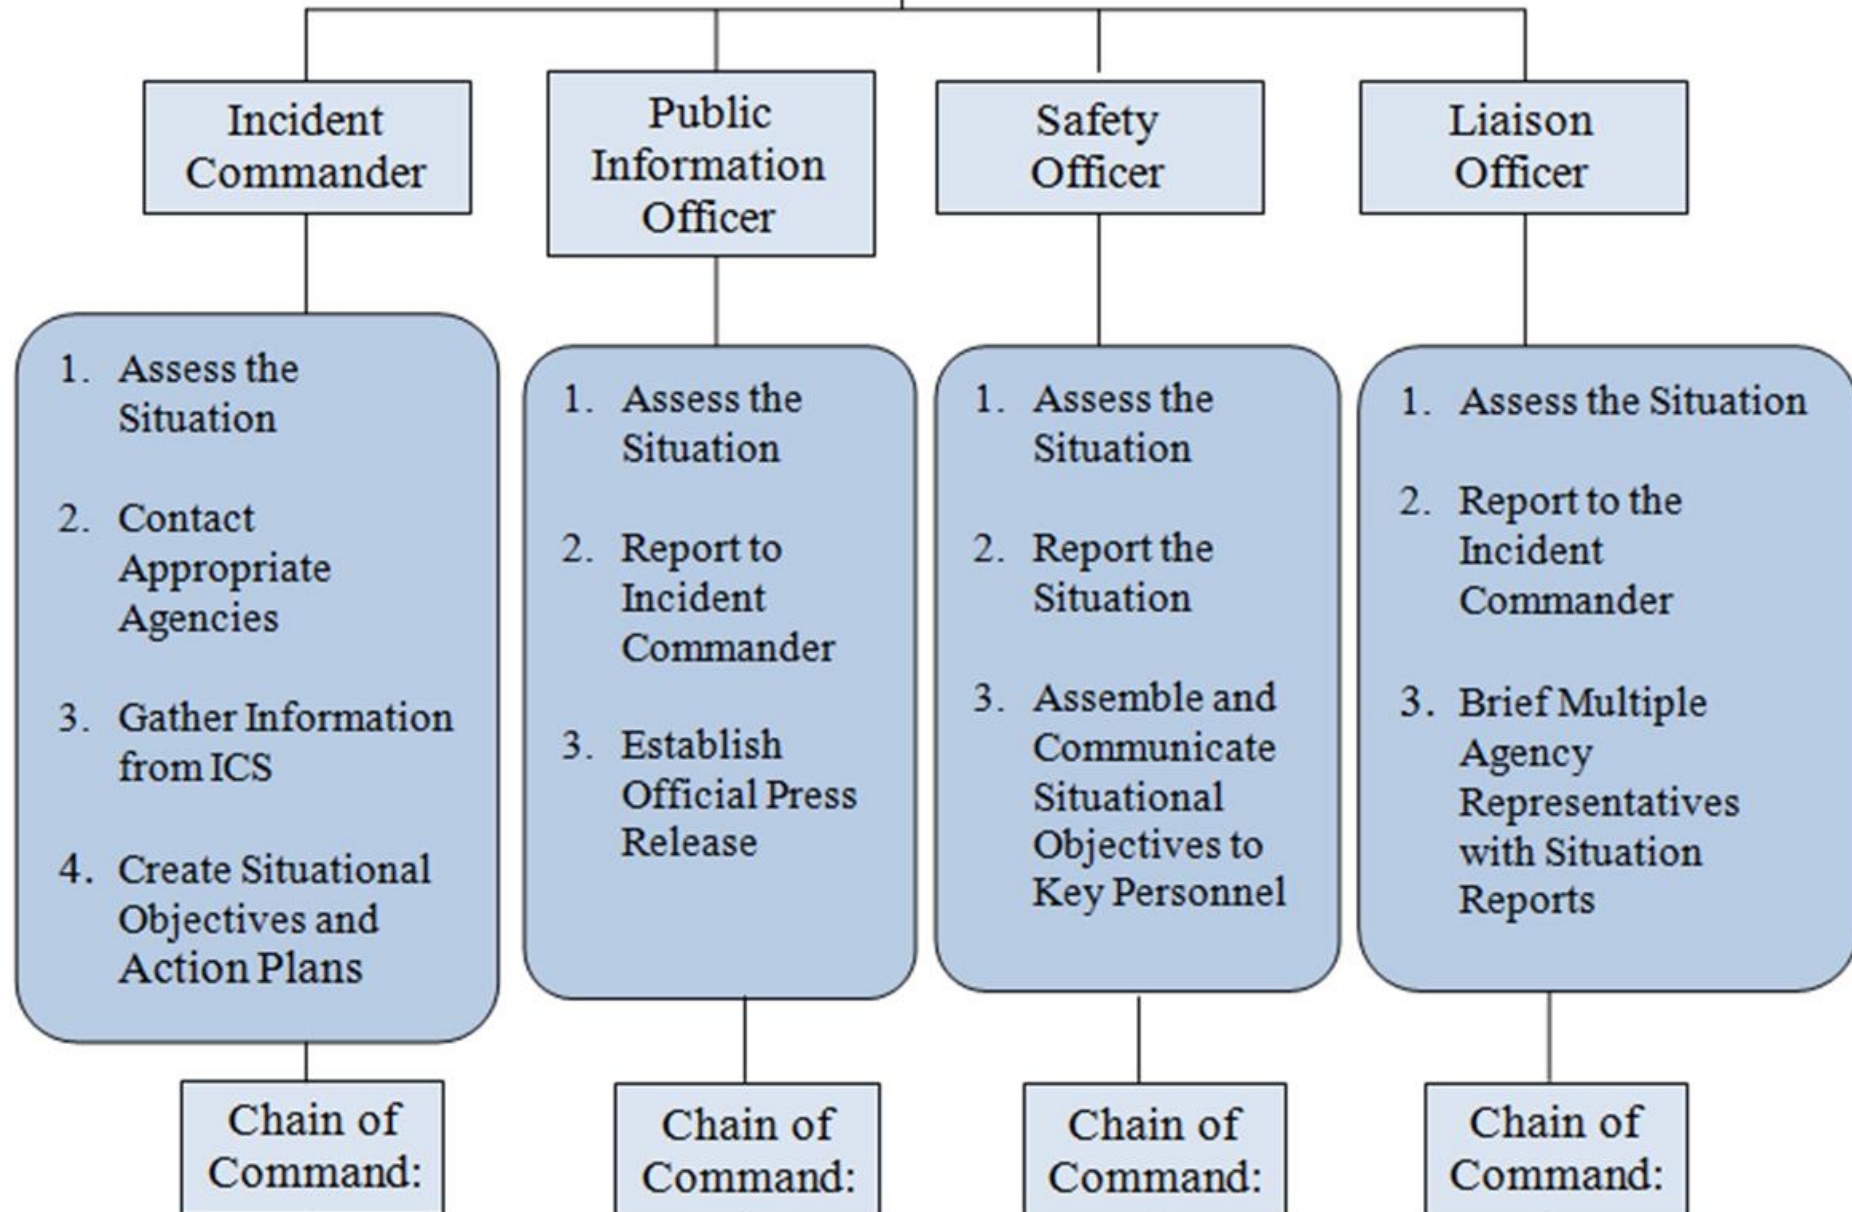 Incident
Commander
Public
Information
Officer
Safety
Officer
Liaison
Officer
1. Assess the
Situation
2. Contact
Appropriate
Agencies
3. Gather Information
from ICS
4. Create Situational
Objectives and
Action Plans
1. Assess the
Situation
2. Report to
Incident
Commander
3. Establish
Official Press
Release
1. Assess the
Situation
2. Report the
Situation
3. Assemble and
Communicate
Situational
Objectives to
Key Personnel
1. Assess the Situation
2. Report to the
Incident
Commander
3. Brief Multiple
Agency
Representatives
with Situation
Reports
Chain of
Command:
Chain of
Command:
Chain of
Command:
Chain of
Command: